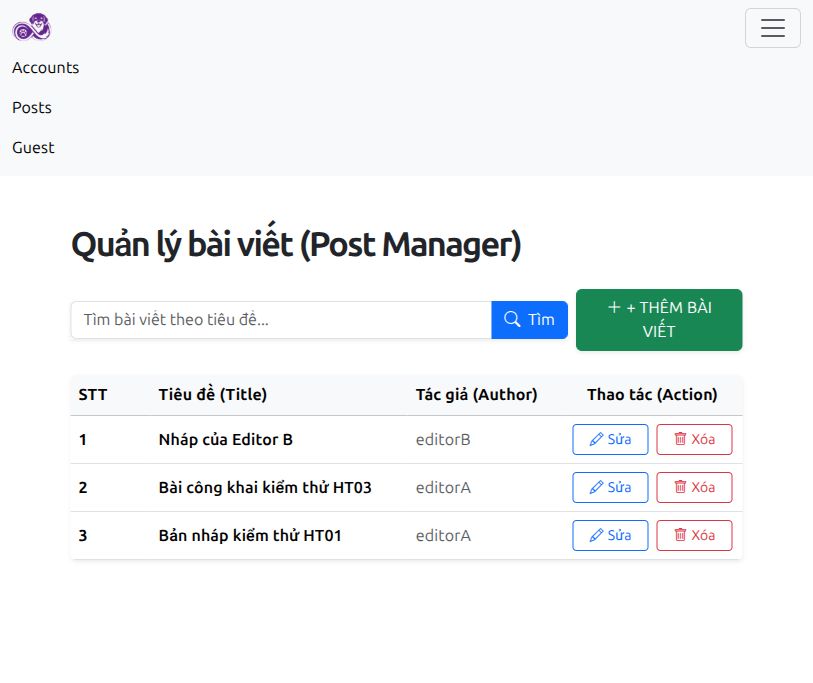 Accounts
Posts
Guest
Quản lý bài viết (Post Manager)
Tìm bài viết theo tiêu đề...
Tìm
+ THÊM BÀI
VIẾT
STT Tiêu đề (Title) Tác giả (Author) Thao tác (Action)
1 Nháp của Editor B editorB Sửa Xóa
2 Bài công khai kiểm thử HT03 editorA Sửa Xóa
3 Bản nháp kiểm thử HT01 editorA Sửa Xóa